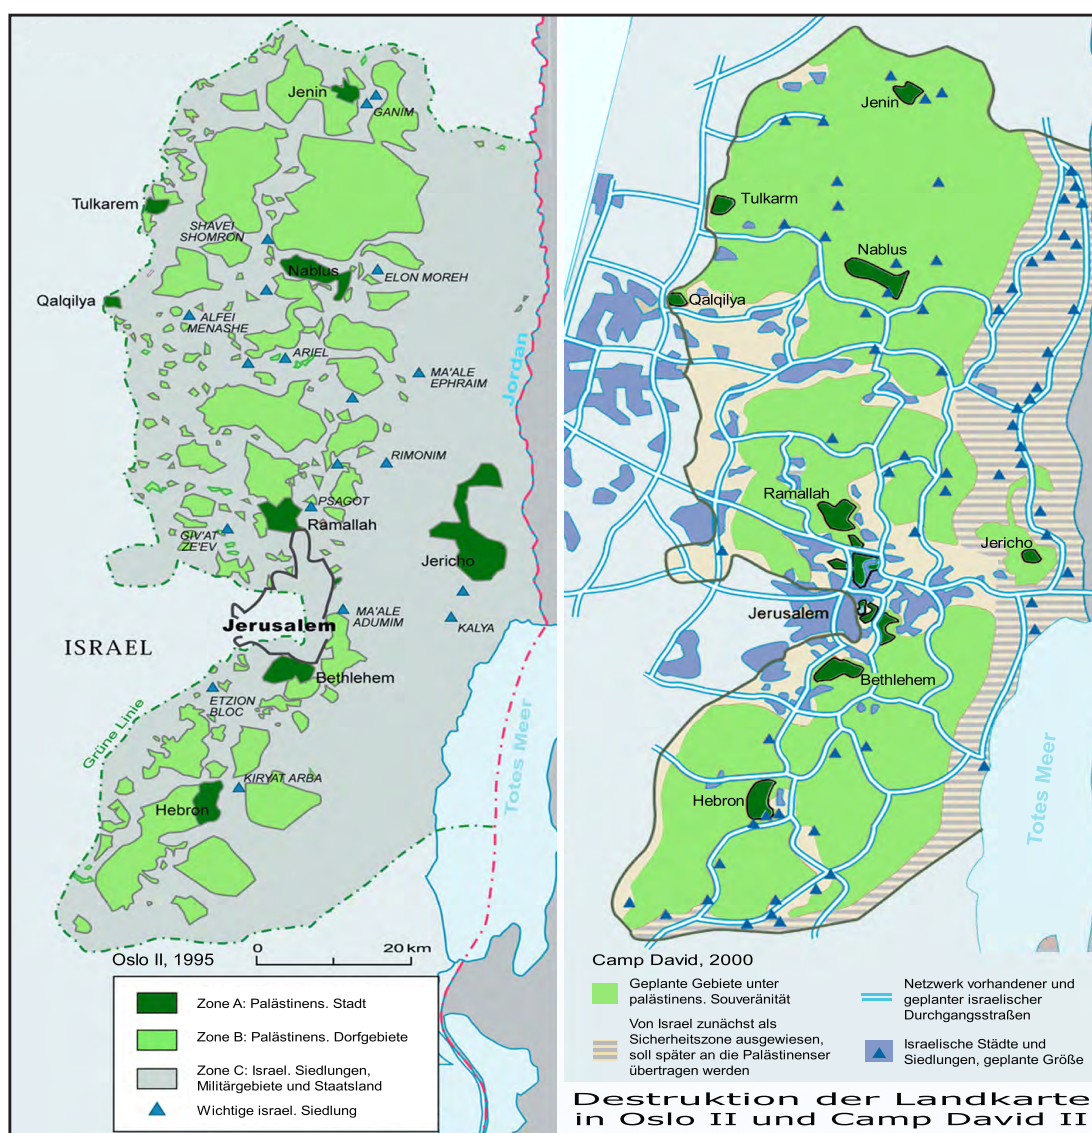 Jenin
GANIM
Tulkarem
SHAVEI
SHOMRON
Nablus
ELON MOREH
Qalqilya
ALFEI
MENASHE
ARIEL
MA'ALE
EPHRAIM
Jordan
RIMONIM
PSAGOT
Ramallah
GIV'AT
ZE'EV
Jericho
MA'ALE
ADUMIM
Jerusalem
KALYA
ISRAEL
Bethlehem
ETZION
BLOC
Grüne Linie
Totes Meer
KIRYAT ARBA
Hebron
0 20 km
Oslo II, 1995
Zone A: Palästinens. Stadt
Zone B: Palästinens. Dorfgebiete
Zone C: Israel. Siedlungen,
Militärgebiete und Staatsland
Wichtige israel. Siedlung
Jenin
Tulkarm
Nablus
Qalqilya
Ramallah
Jericho
Jerusalem
Bethlehem
Hebron
Totes Meer
Camp David, 2000
Geplante Gebiete unter
palästinens. Souveränität
Von Israel zunächst als
Sicherheitszone ausgewiesen,
soll später an die Palästinenser
übertragen werden
Netzwerk vorhandener und
geplanter israelischer
Durchgangsstraßen
Israelische Städte und
Siedlungen, geplante Größe
Destruktion der Landkarte
in Oslo II und Camp David II